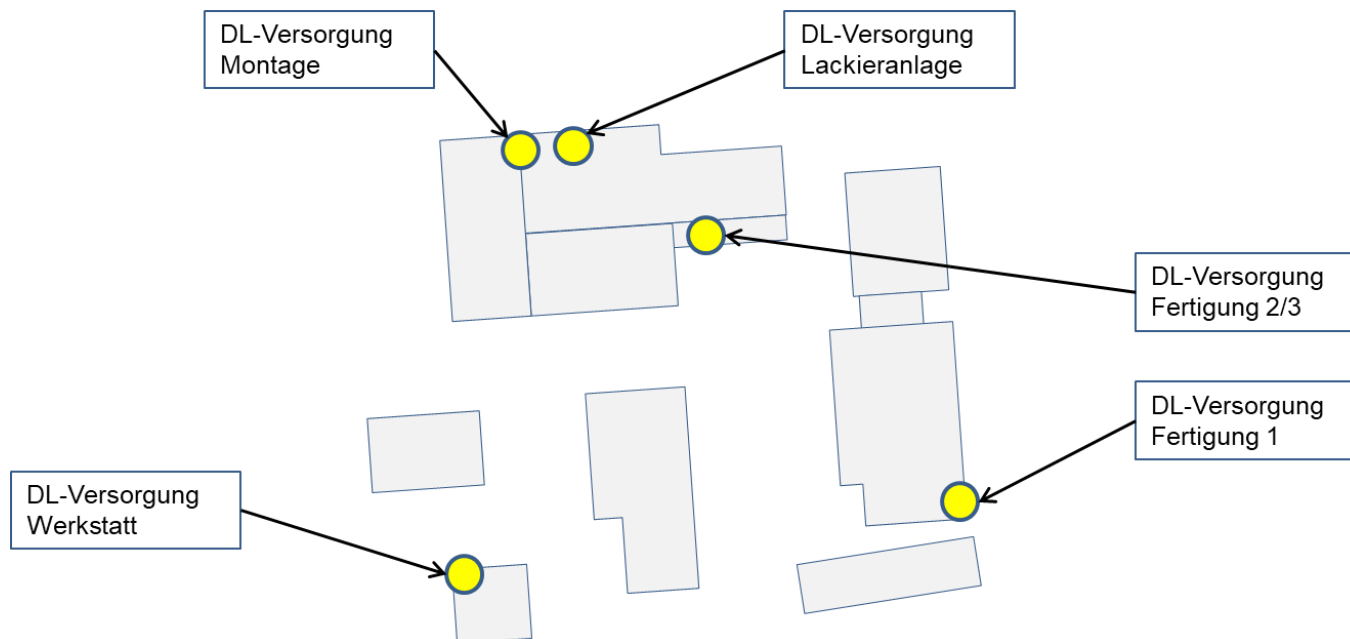 DL-Versorgung
Montage
DL-Versorgung
Lackieranlage
DL-Versorgung
Fertigung 2/3
DL-Versorgung
Fertigung 1
DL-Versorgung
Werkstatt